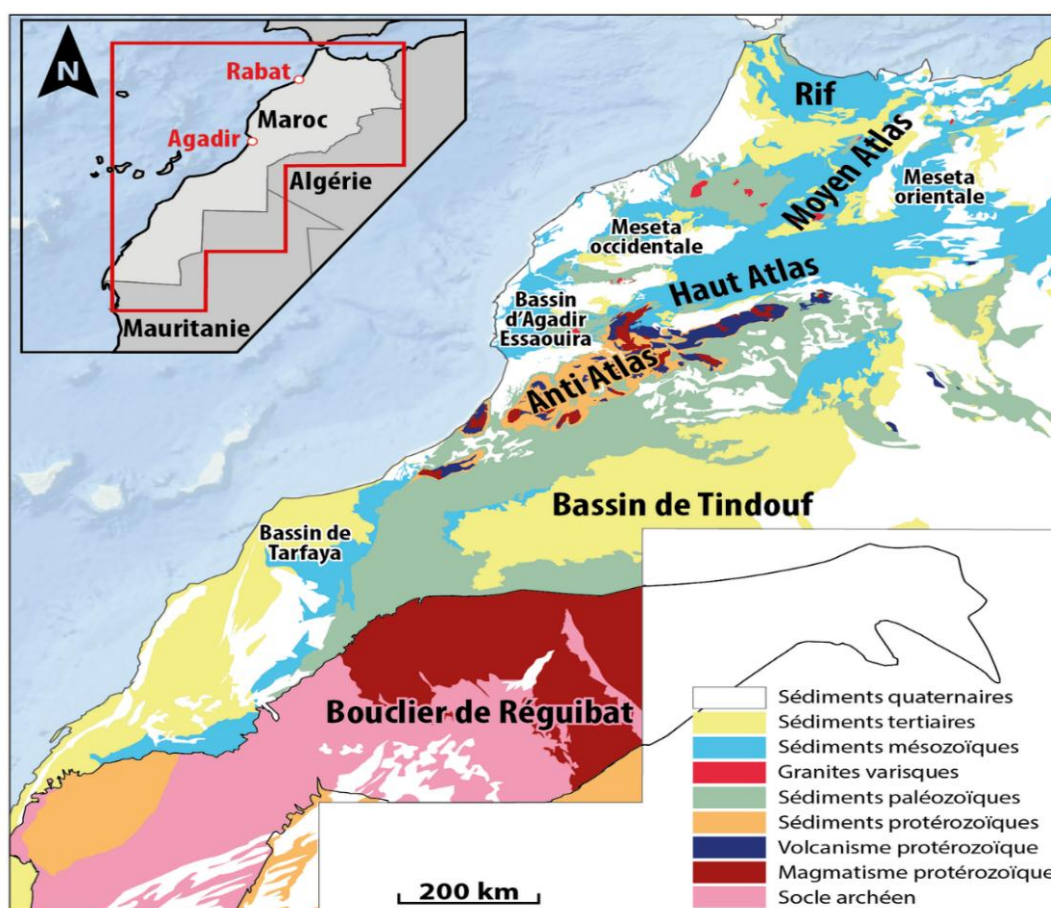 N
Rabat
Maroc
Agadir
Algérie
Mauritanie
Rif
Moyen Atlas
Meseta
orientale
Meseta
occidentale
Haut Atlas
Bassin
d'Agadir
Essaouira
Anti Atlas
Bassin de Tindouf
Bassin de
Tarfaya
Bouclier de Réguibat
Sédiments quaternaires
Sédiments tertiaires
Sédiments mésozoïques
Granites varisques
Sédiments paléozoïques
Sédiments protérozoïques
Volcanisme protérozoïque
Magmatisme protérozoïque
Socle archéen
200 km